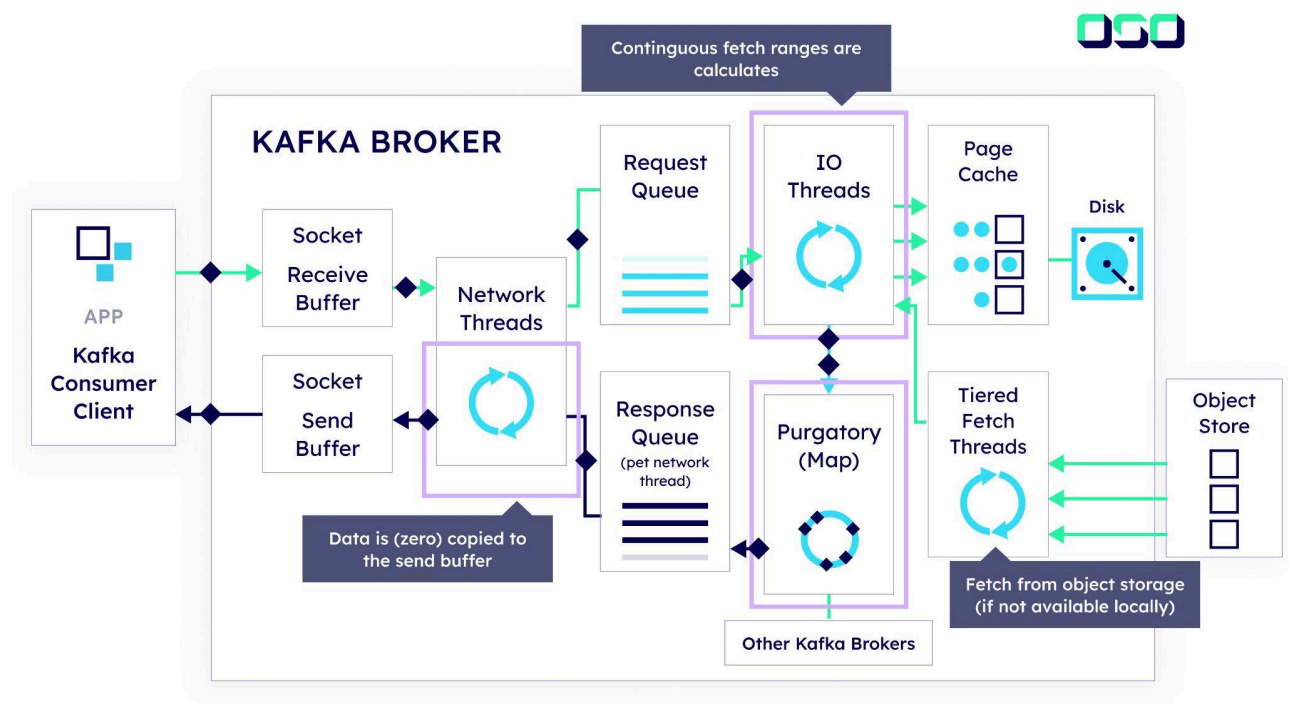 OSO
Continguous fetch ranges are
calculates
KAFKA BROKER
Request
Queue
IO
Threads
Page
Cache
Disk
Socket
Receive
Buffer
Network
Threads
APP
Kafka
Consumer
Client
Socket
Send
Buffer
Response
Queue
(pet network
thread)
Purgatory
(Map)
Tiered
Fetch
Threads
Object
Store
Data is (zero) copied to
the send buffer
Fetch from object storage
(if not available locally)
Other Kafka Brokers